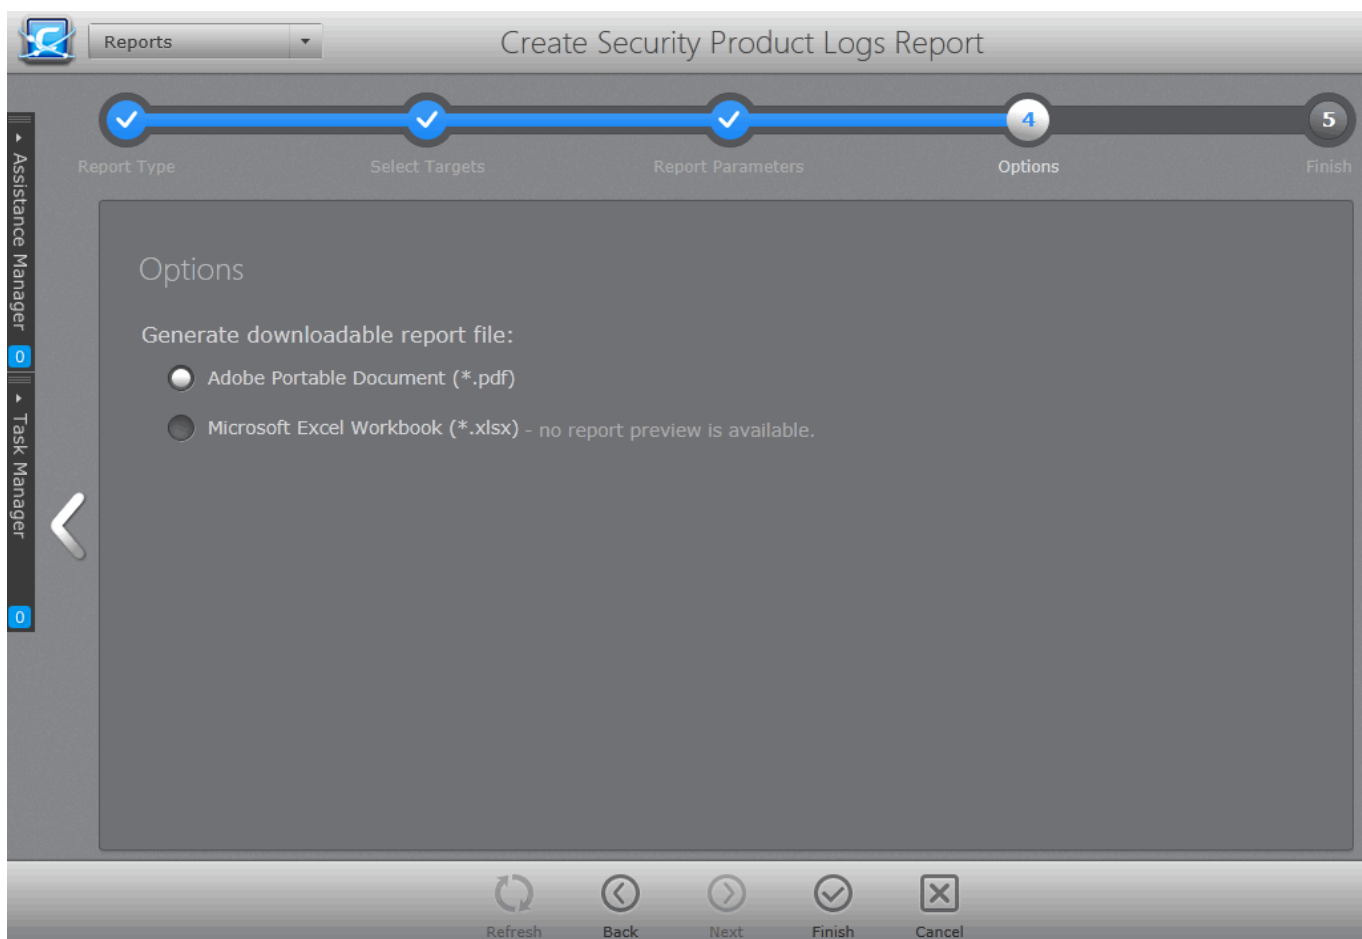 Reports
Create Security Product Logs Report
4
5
Report Type
Select Targets
Report Parameters
Options
Finish
Assistance Manager
0
Task Manager
0
Options
Generate downloadable report file:
Adobe Portable Document (*.pdf)
Microsoft Excel Workbook (*.xlsx) - no report preview is available.
Refresh
Back
Next
Finish
Cancel